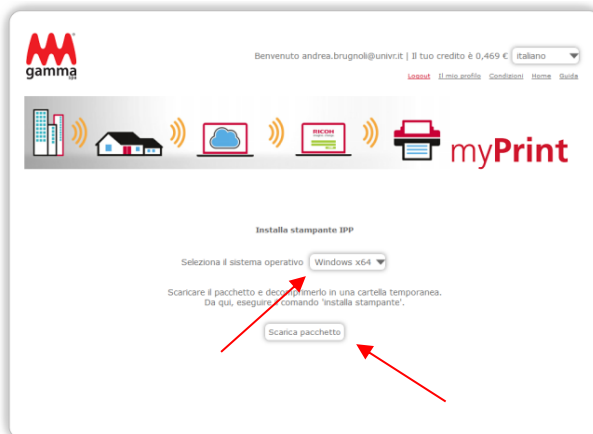 gamma
spa
Benvenuto andrea.brugnoli@univr.it | Il tuo credito è 0,469 € italiano
Logout Il mio profilo Condizioni Home Guida
RICOH
myPrint
Installa stampante IPP
Seleziona il sistema operativo Windows x64
Scaricare il pacchetto e decomprimerlo in una cartella temporanea.
Da qui, eseguire il comando 'installa stampante'.
Scarica pacchetto